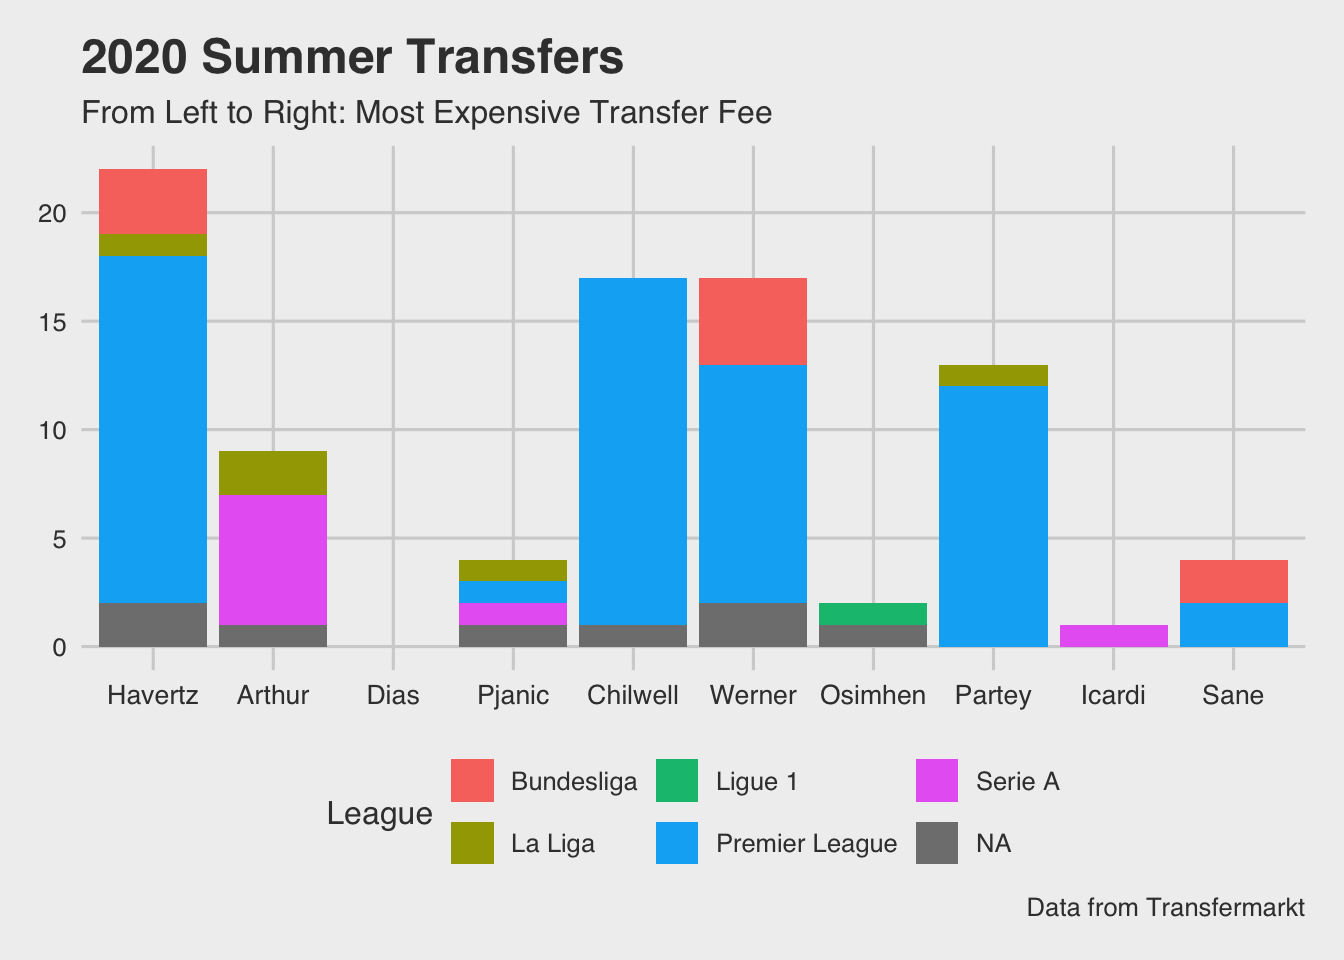 2020 Summer Transfers
From Left to Right: Most Expensive Transfer Fee
20
15
10
5
0
Havertz Arthur Dias Pjanic Chilwell Werner Osimhen Partey Icardi Sane
League
Bundesliga Ligue 1 Serie A
La Liga Premier League NA
Data from Transfermarkt